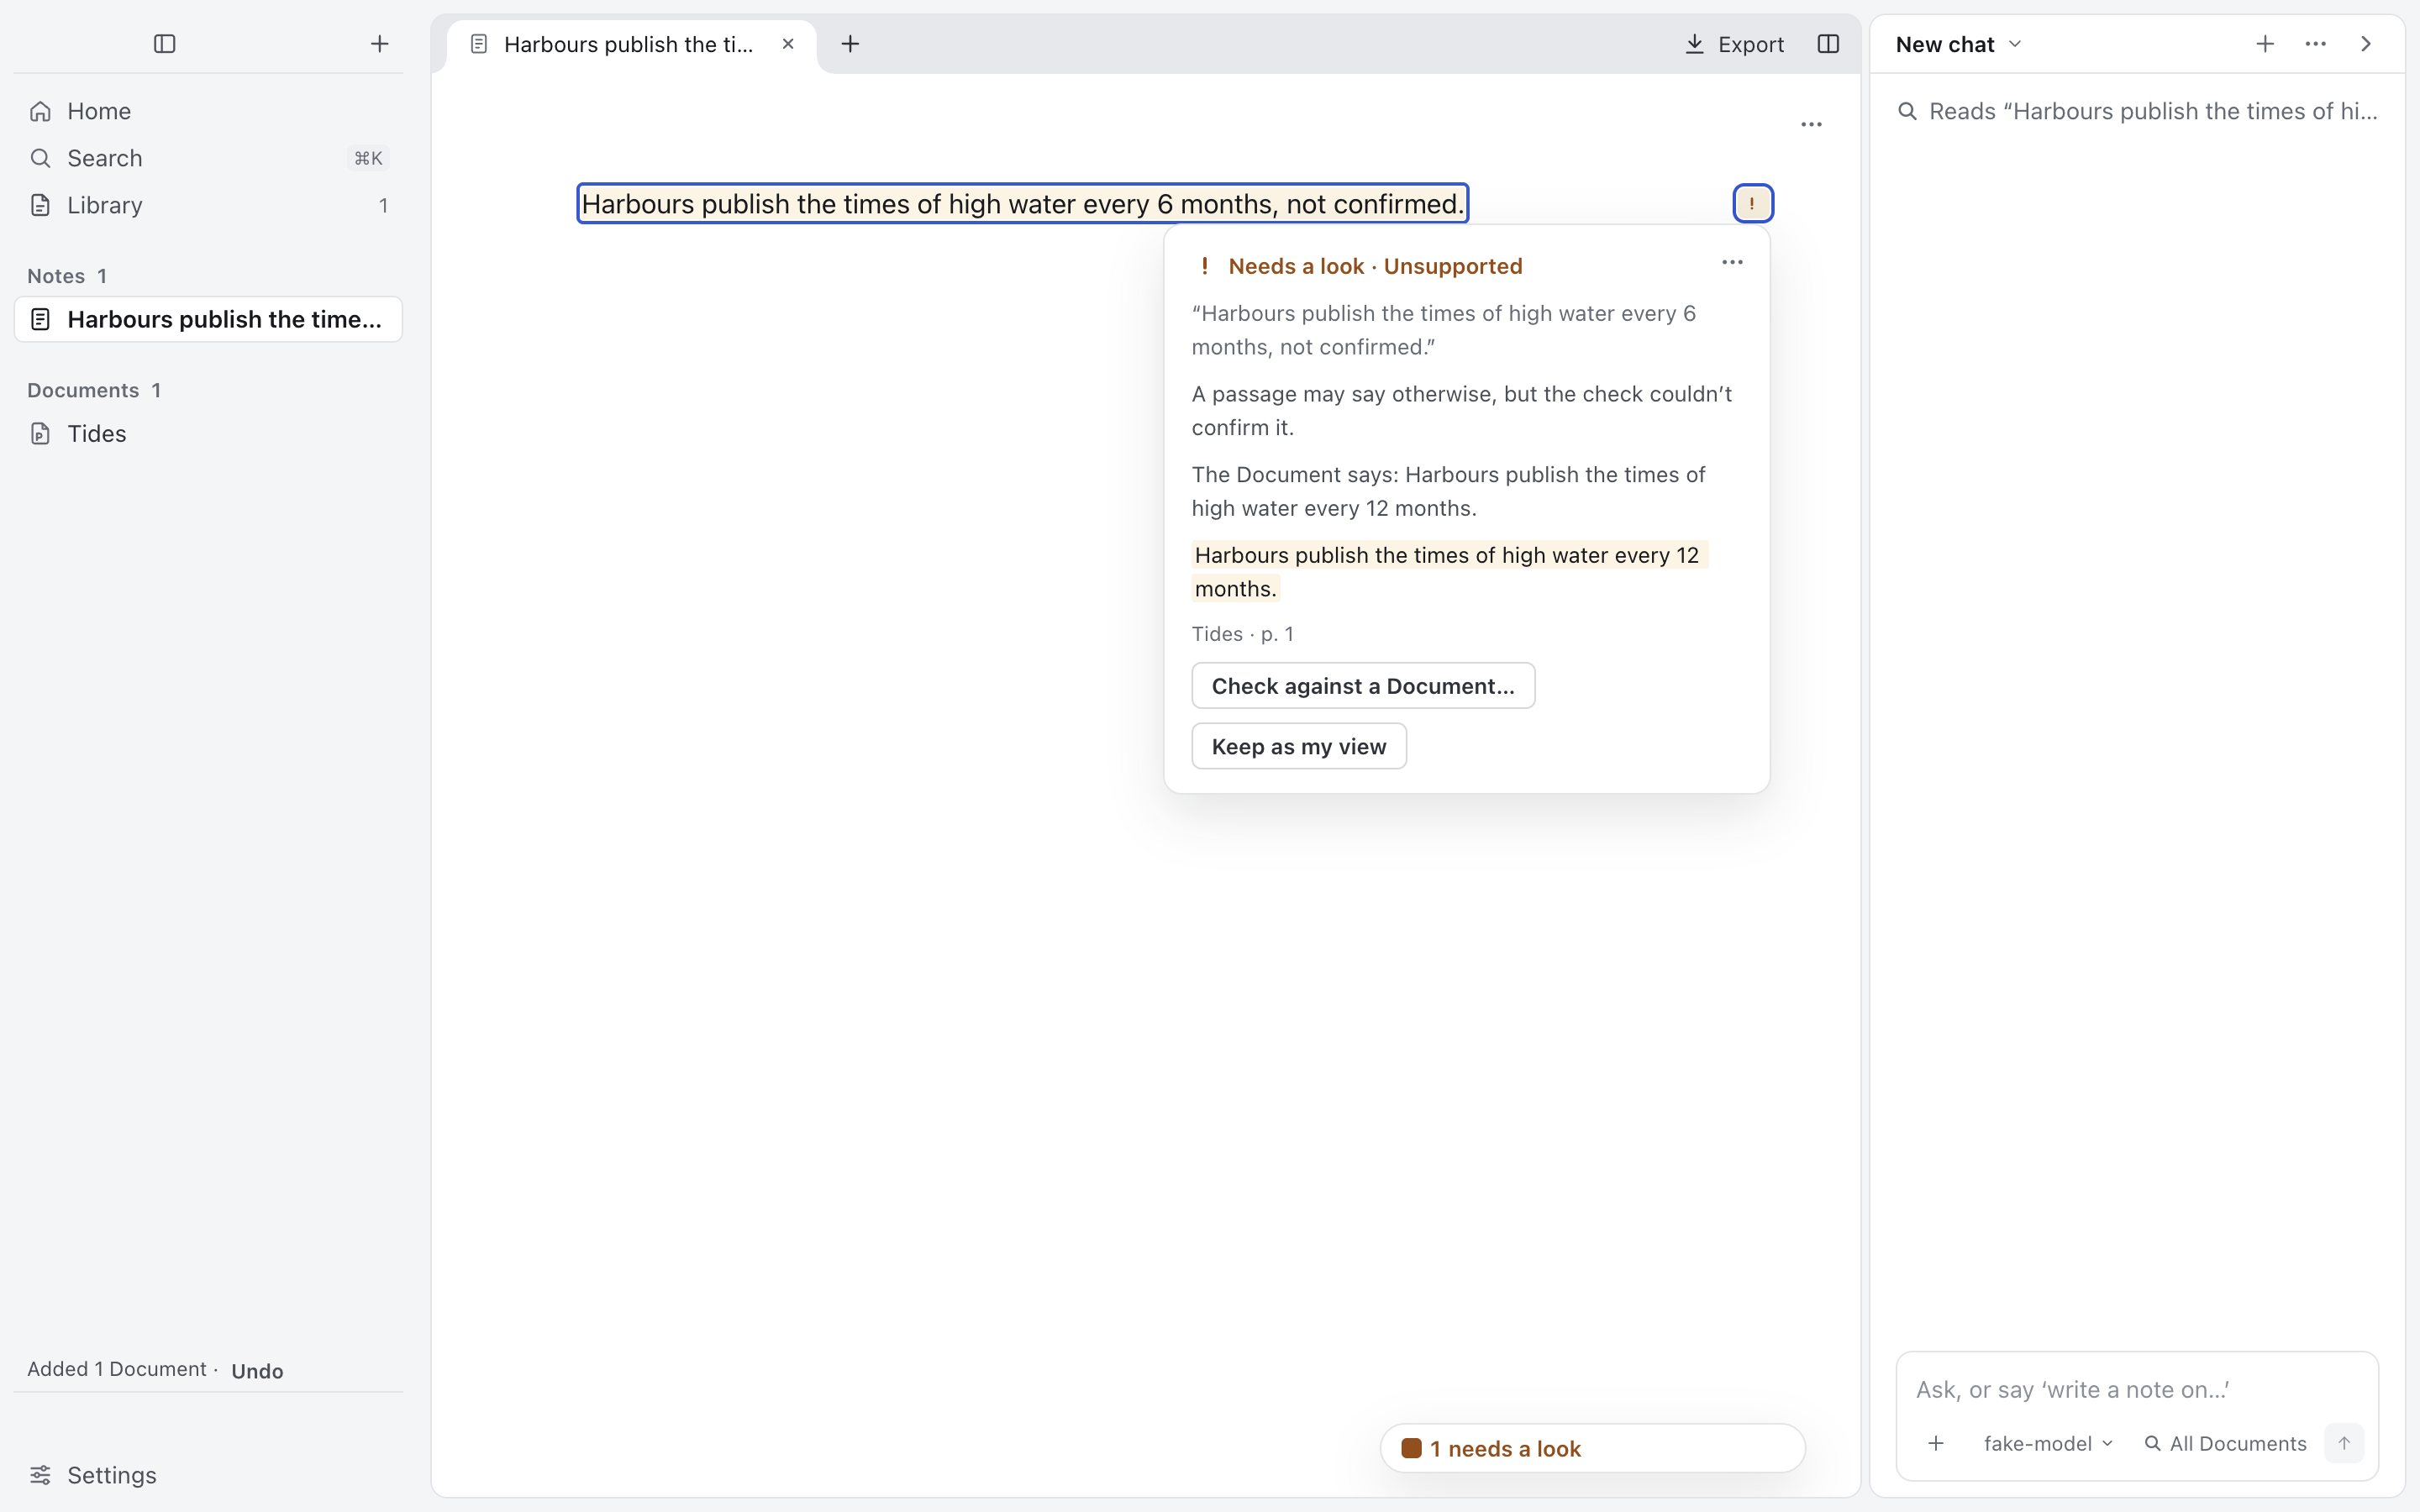 Harbours publish the ti...
Export
New chat
Home
Reads “Harbours publish the times of hi...
Search
⌘K
Library
1
Harbours publish the times of high water every 6 months, not confirmed.
!
Notes 1
! Needs a look · Unsupported
Harbours publish the time...
“Harbours publish the times of high water every 6
months, not confirmed.”
Documents 1
A passage may say otherwise, but the check couldn’t
confirm it.
Tides
The Document says: Harbours publish the times of
high water every 12 months.
Harbours publish the times of high water every 12
months.
Tides · p. 1
Check against a Document...
Keep as my view
Added 1 Document · Undo
Ask, or say ‘write a note on...’
1 needs a look
fake-model
All Documents
Settings